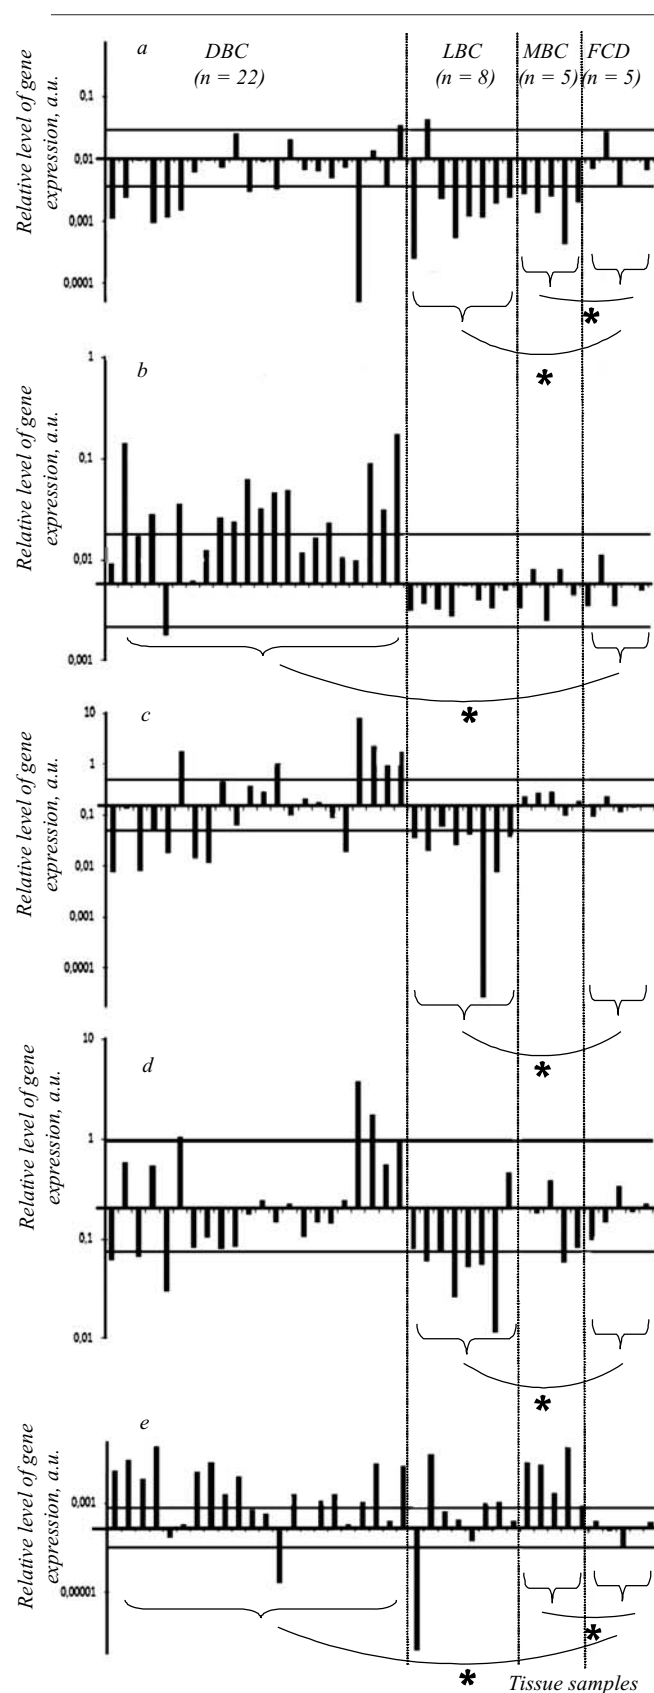 a DBC LBC MBC FCD
(n = 22) (n = 8) (n = 5) (n = 5)
Relative level of gene
expression, a.u.
0,1
0,01
0,001
0,0001
*
*
b
Relative level of gene
expression, a.u.
1
0,1
0,01
0,001
*
c
Relative level of gene
expression, a.u.
10
1
0,1
0,01
0,001
0,0001
*
d
Relative level of gene
expression, a.u.
10
1
0,1
0,01
*
e
Relative level of gene
expression, a.u.
0,001
0,00001
*
*
Tissue samples